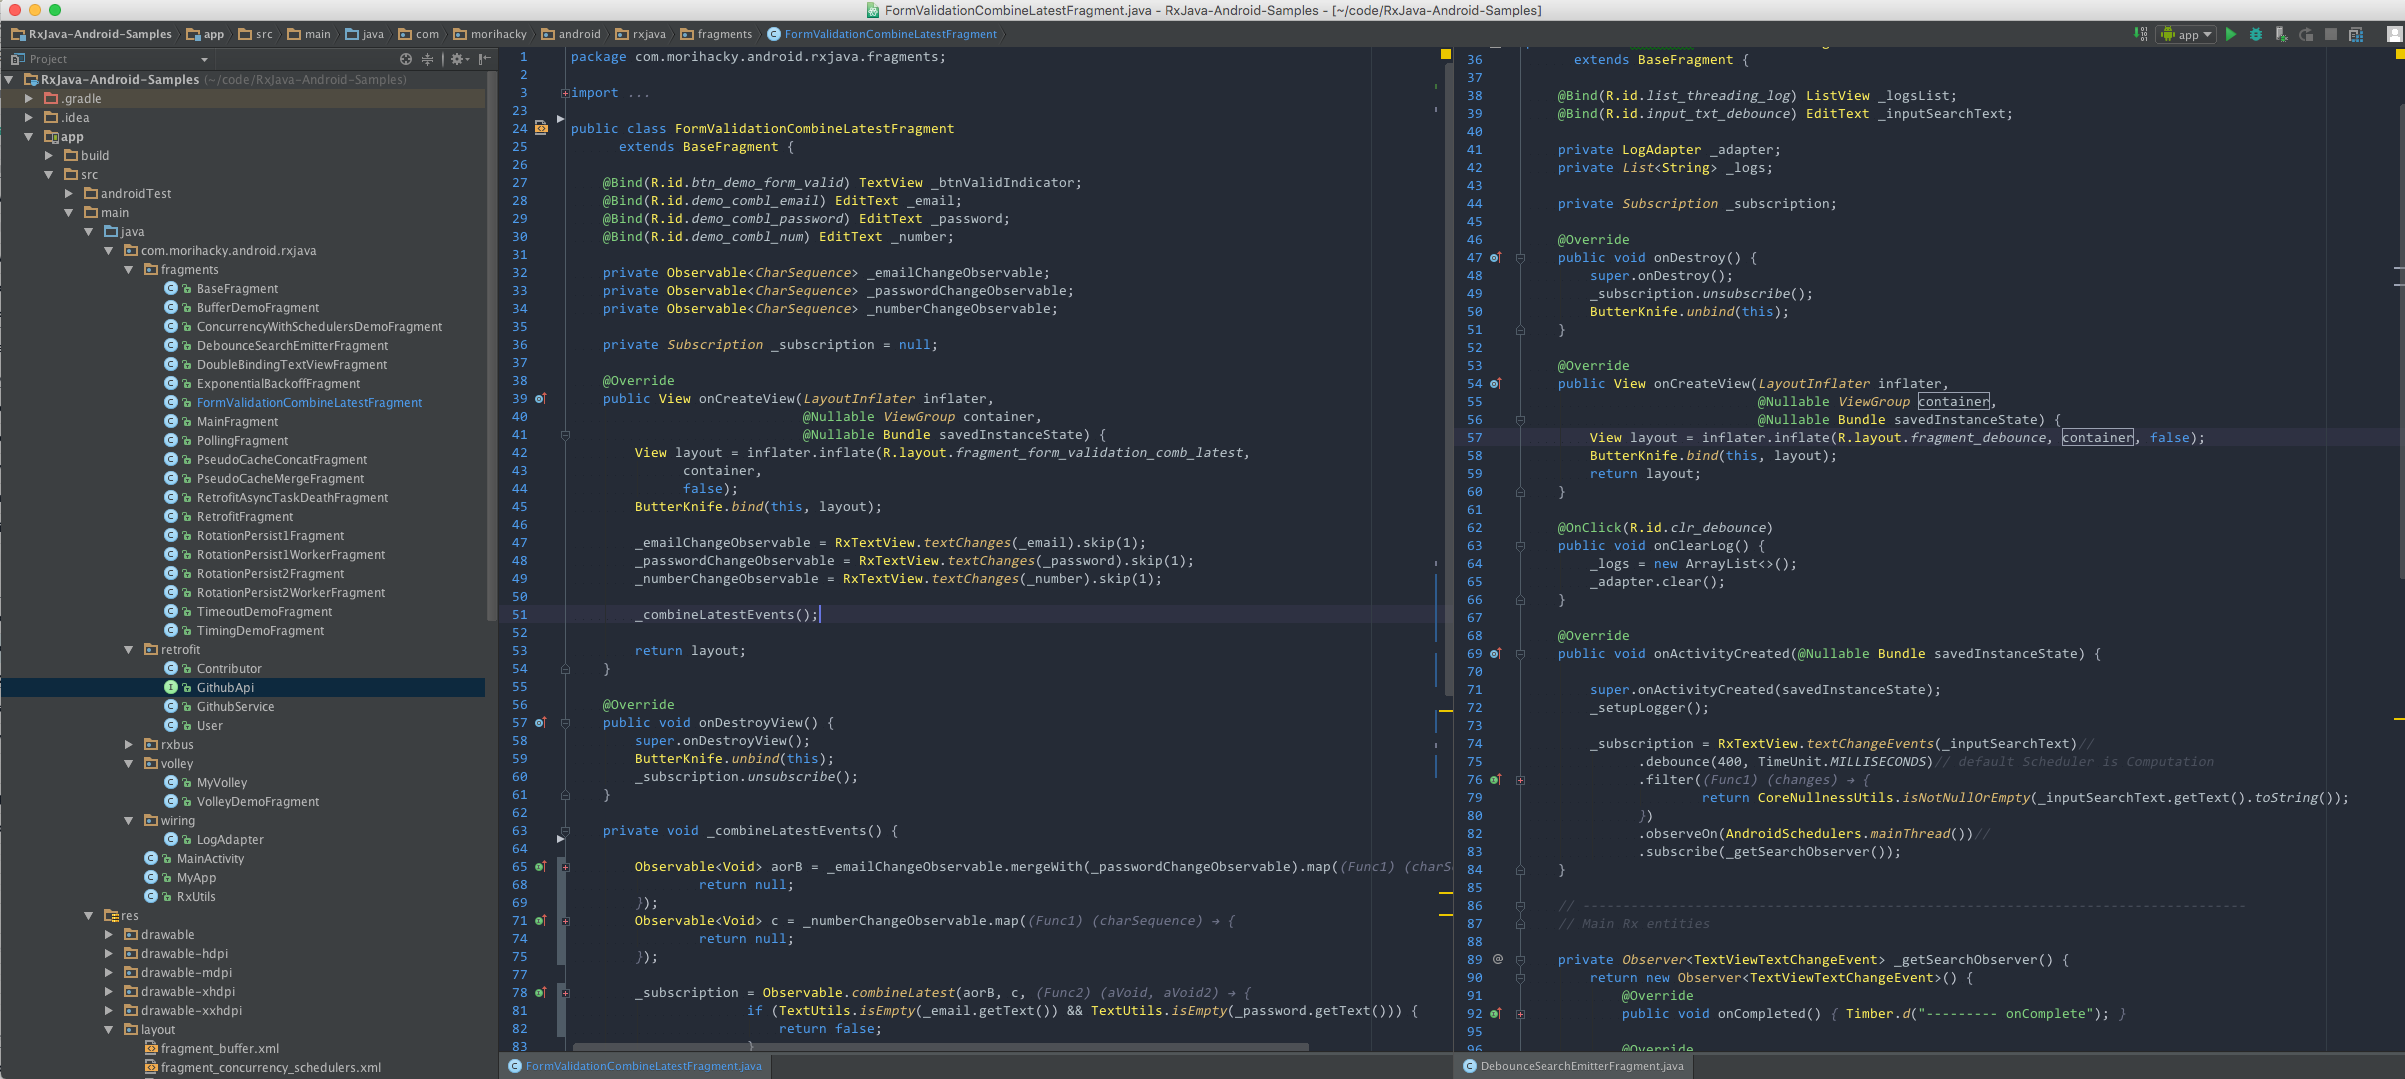 FormValidationCombineLatestFragment.java - RxJava-Android-Samples - [~/code/RxJava-Android-Samples]
RxJava-Android-Samples app src main java com morihacky android rxjava fragments FormValidationCombineLatestFragment
app
Project
RxJava-Android-Samples (~/code/RxJava-Android-Samples)
.gradle
.idea
app
build
src
androidTest
main
java
com.morihacky.android.rxjava
fragments
BaseFragment
BufferDemoFragment
ConcurrencyWithSchedulersDemoFragment
DebounceSearchEmitterFragment
DoubleBindingTextViewFragment
ExponentialBackoffFragment
FormValidationCombineLatestFragment
MainFragment
PollingFragment
PseudoCacheConcatFragment
PseudoCacheMergeFragment
RetrofitAsyncTaskDeathFragment
RetrofitFragment
RotationPersist1Fragment
RotationPersist1WorkerFragment
RotationPersist2Fragment
RotationPersist2WorkerFragment
TimeoutDemoFragment
TimingDemoFragment
retrofit
Contributor
GithubApi
GithubService
User
rxbus
volley
MyVolley
VolleyDemoFragment
wiring
LogAdapter
MainActivity
MyApp
RxUtils
res
drawable
drawable-hdpi
drawable-mdpi
drawable-xhdpi
drawable-xxhdpi
layout
fragment_buffer.xml
fragment_concurrency_schedulers.xml
1 package com.morihacky.android.rxjava.fragments;
2
3 import ...
23
24 public class FormValidationCombineLatestFragment
25 extends BaseFragment {
26
27 @Bind(R.id.btn_demo_form_valid) TextView _btnValidIndicator;
28 @Bind(R.id.demo_combl_email) EditText _email;
29 @Bind(R.id.demo_combl_password) EditText _password;
30 @Bind(R.id.demo_combl_num) EditText _number;
31
32 private Observable<CharSequence> _emailChangeObservable;
33 private Observable<CharSequence> _passwordChangeObservable;
34 private Observable<CharSequence> _numberChangeObservable;
35
36 private Subscription _subscription = null;
37
38 @Override
39 public View onCreateView(LayoutInflater inflater,
40 @Nullable ViewGroup container,
41 @Nullable Bundle savedInstanceState) {
42 View layout = inflater.inflate(R.layout.fragment_form_validation_comb_latest,
43 container,
44 false);
45 ButterKnife.bind(this, layout);
46
47 _emailChangeObservable = RxTextView.textChanges(_email).skip(1);
48 _passwordChangeObservable = RxTextView.textChanges(_password).skip(1);
49 _numberChangeObservable = RxTextView.textChanges(_number).skip(1);
50
51 _combineLatestEvents();
52
53 return layout;
54 }
55
56 @Override
57 public void onDestroyView() {
58 super.onDestroyView();
59 ButterKnife.unbind(this);
60 _subscription.unsubscribe();
61 }
62
63 private void _combineLatestEvents() {
64
65 Observable<Void> aorB = _emailChangeObservable.mergeWith(_passwordChangeObservable).map((Func1) (charS
68 return null;
69 });
71 Observable<Void> c = _numberChangeObservable.map((Func1) (charSequence) → {
74 return null;
75 });
77
78 _subscription = Observable.combineLatest(aorB, c, (Func2) (aVoid, aVoid2) → {
81 if (TextUtils.isEmpty(_email.getText()) && TextUtils.isEmpty(_password.getText())) {
82 return false;
83 }
FormValidationCombineLatestFragment.java
36 extends BaseFragment {
37
38 @Bind(R.id.list_threading_log) ListView _logsList;
39 @Bind(R.id.input_txt_debounce) EditText _inputSearchText;
40
41 private LogAdapter _adapter;
42 private List<String> _logs;
43
44 private Subscription _subscription;
45
46 @Override
47 public void onDestroy() {
48 super.onDestroy();
49 _subscription.unsubscribe();
50 ButterKnife.unbind(this);
51 }
52
53 @Override
54 public View onCreateView(LayoutInflater inflater,
55 @Nullable ViewGroup container,
56 @Nullable Bundle savedInstanceState) {
57 View layout = inflater.inflate(R.layout.fragment_debounce, container, false);
58 ButterKnife.bind(this, layout);
59 return layout;
60 }
61
62 @OnClick(R.id.clr_debounce)
63 public void onClearLog() {
64 _logs = new ArrayList<>();
65 _adapter.clear();
66 }
67
68 @Override
69 public void onActivityCreated(@Nullable Bundle savedInstanceState) {
70
71 super.onActivityCreated(savedInstanceState);
72 _setupLogger();
73
74 _subscription = RxTextView.textChangeEvents(_inputSearchText)//
75 .debounce(400, TimeUnit.MILLISECONDS)// default Scheduler is Computation
76 .filter((Func1) (changes) → {
79 return CoreNullnessUtils.isNotNullOrEmpty(_inputSearchText.getText().toString());
80 })
82 .observeOn(AndroidSchedulers.mainThread())//
83 .subscribe(_getSearchObserver());
84 }
85
86 // -----------------------------------------------------------------------------------
87 // Main Rx entities
88
89 @ private Observer<TextViewTextChangeEvent> _getSearchObserver() {
90 return new Observer<TextViewTextChangeEvent>() {
91 @Override
92 public void onCompleted() { Timber.d("--------- onComplete"); }
95
96 @Override
DebounceSearchEmitterFragment.java